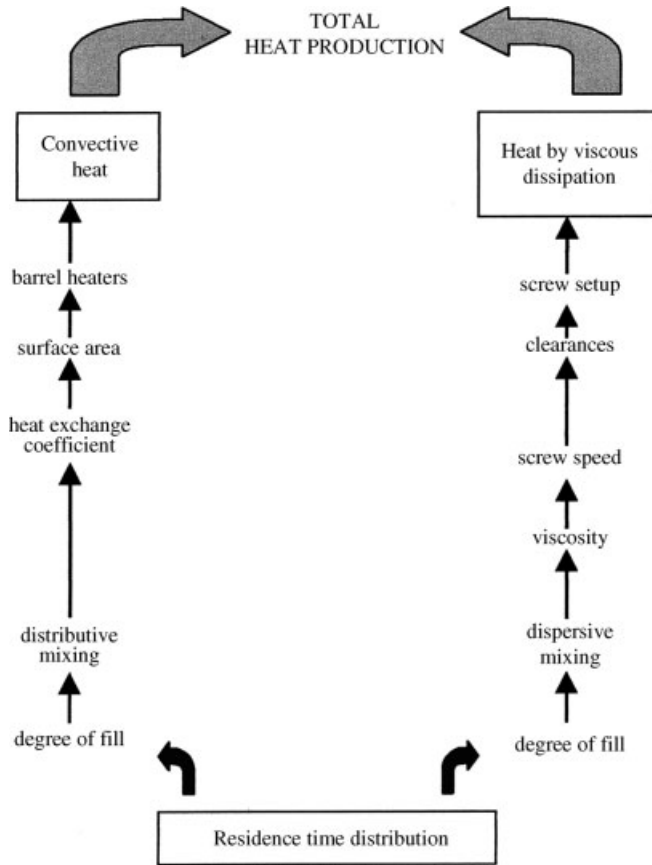 TOTAL
HEAT PRODUCTION
Convective
heat
barrel heaters
surface area
heat exchange
coefficient
distributive
mixing
degree of fill
Heat by viscous
dissipation
screw setup
clearances
screw speed
viscosity
dispersive
mixing
degree of fill
Residence time distribution